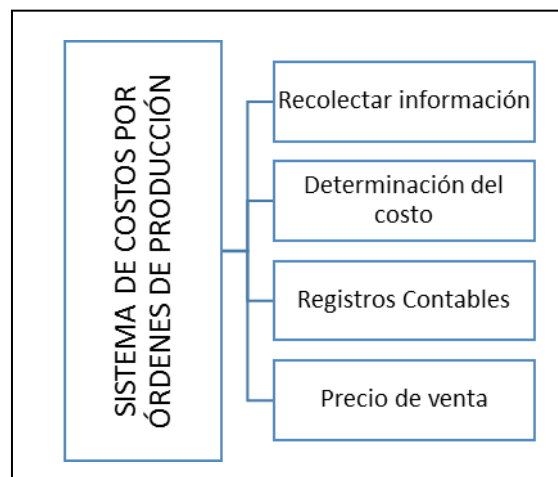 SISTEMA DE COSTOS POR
ÓRDENES DE PRODUCCIÓN
Recolectar información
Determinación del
costo
Registros Contables
Precio de venta